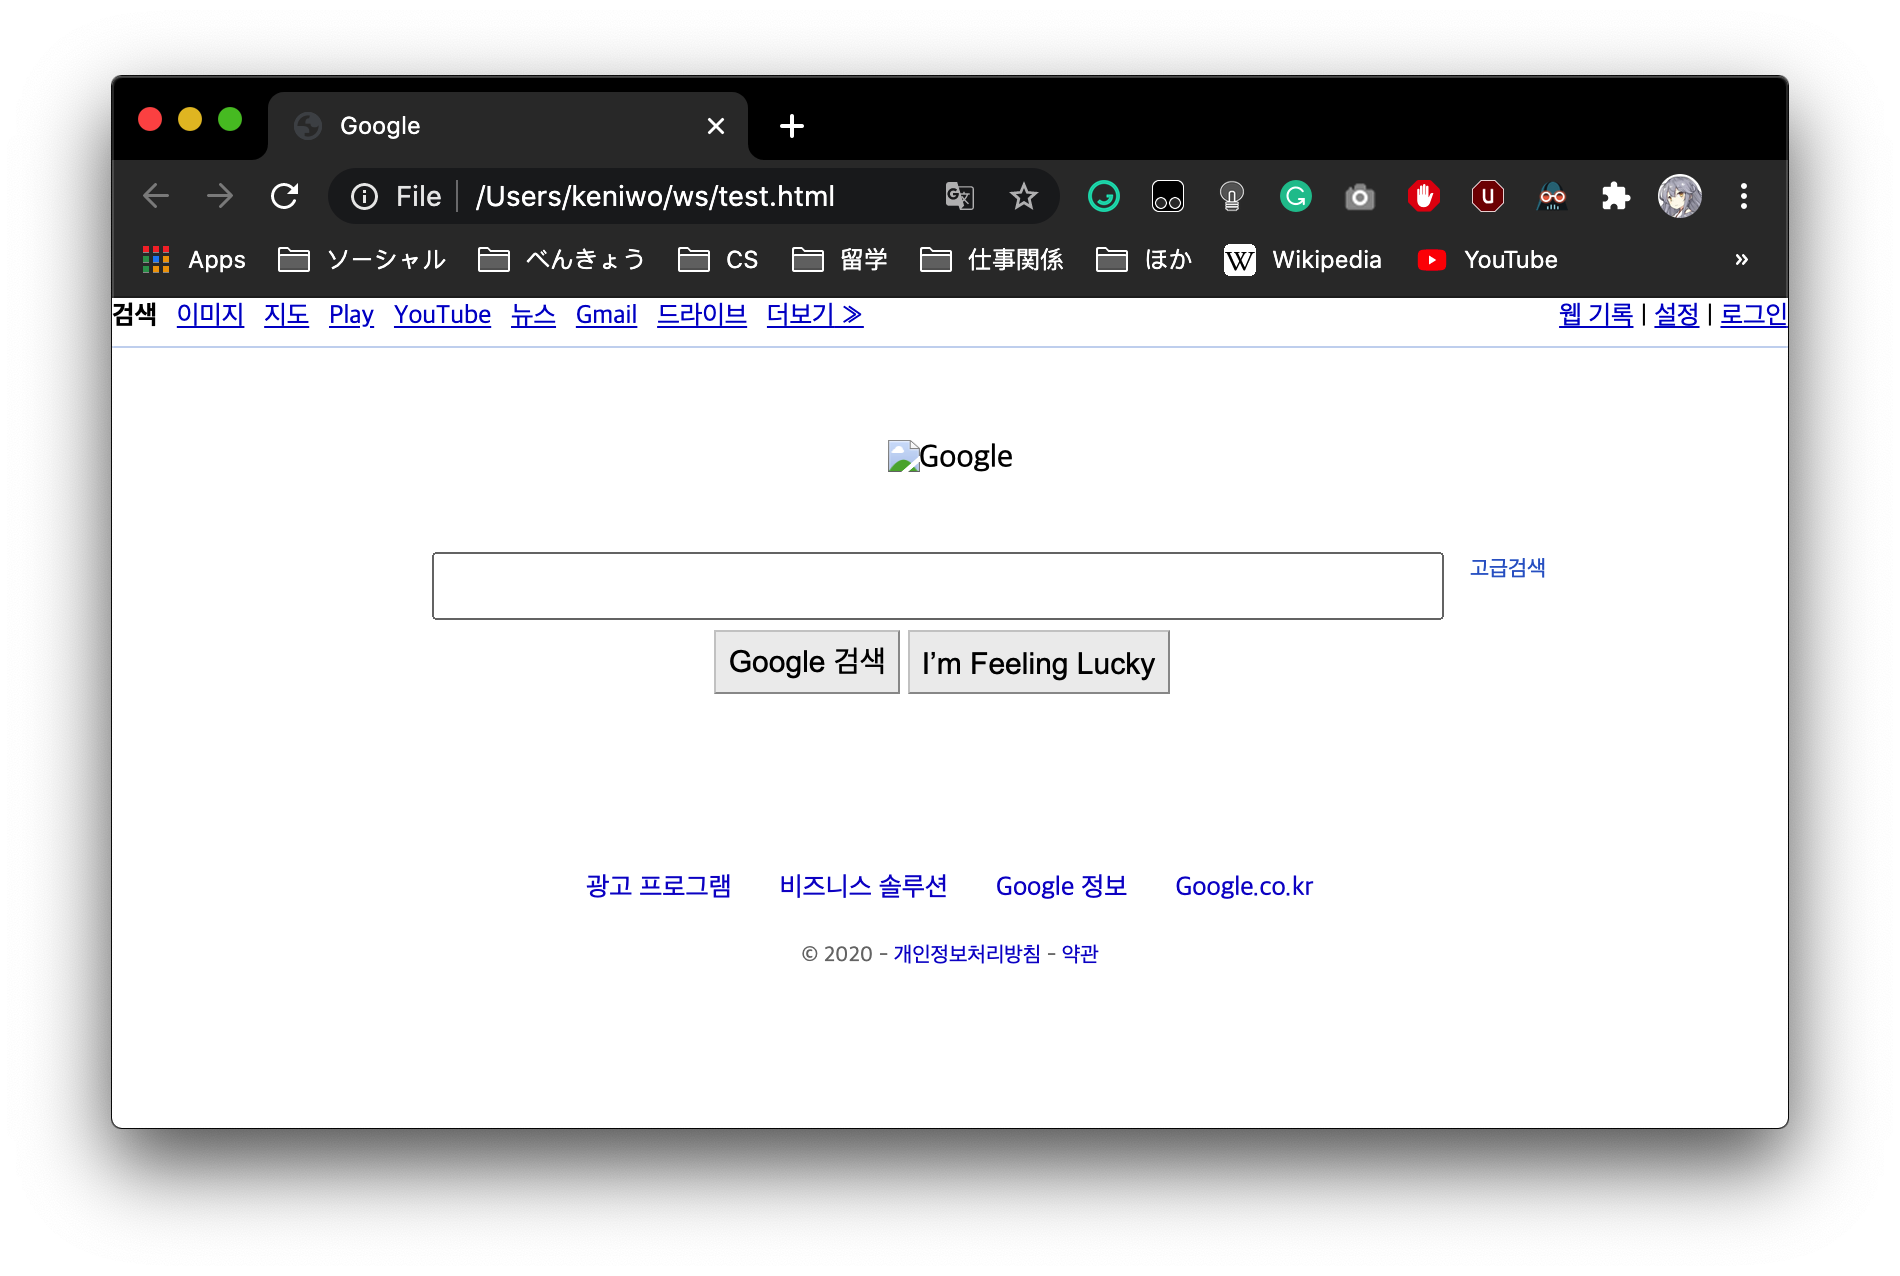 Google
File /Users/keniwo/ws/test.html
Apps ソーシャル べんきょう CS 留学 仕事関係 ほか Wikipedia YouTube »
검색 이미지 지도 Play YouTube 뉴스 Gmail 드라이브 더보기 ≫ 웹 기록 | 설정 | 로그인
Google
고급검색
Google 검색 I’m Feeling Lucky
광고 프로그램 비즈니스 솔루션 Google 정보 Google.co.kr
© 2020 - 개인정보처리방침 - 약관